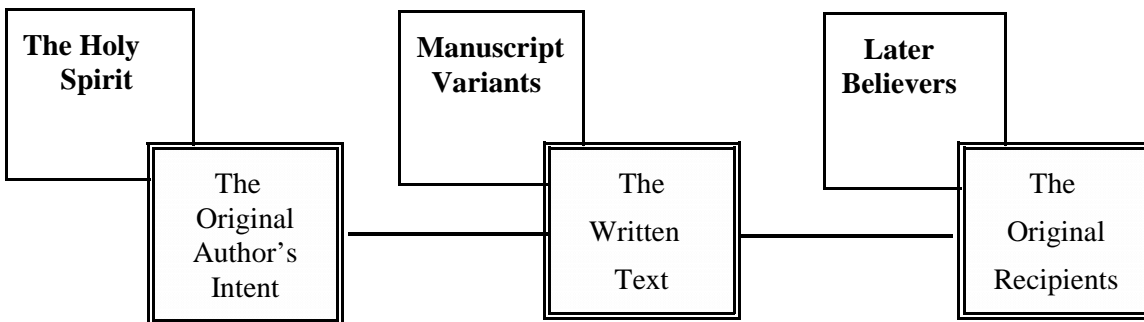 The Holy
Spirit
Manuscript
Variants
Later
Believers
The
Original
Author’s
Intent
The
Written
Text
The
Original
Recipients